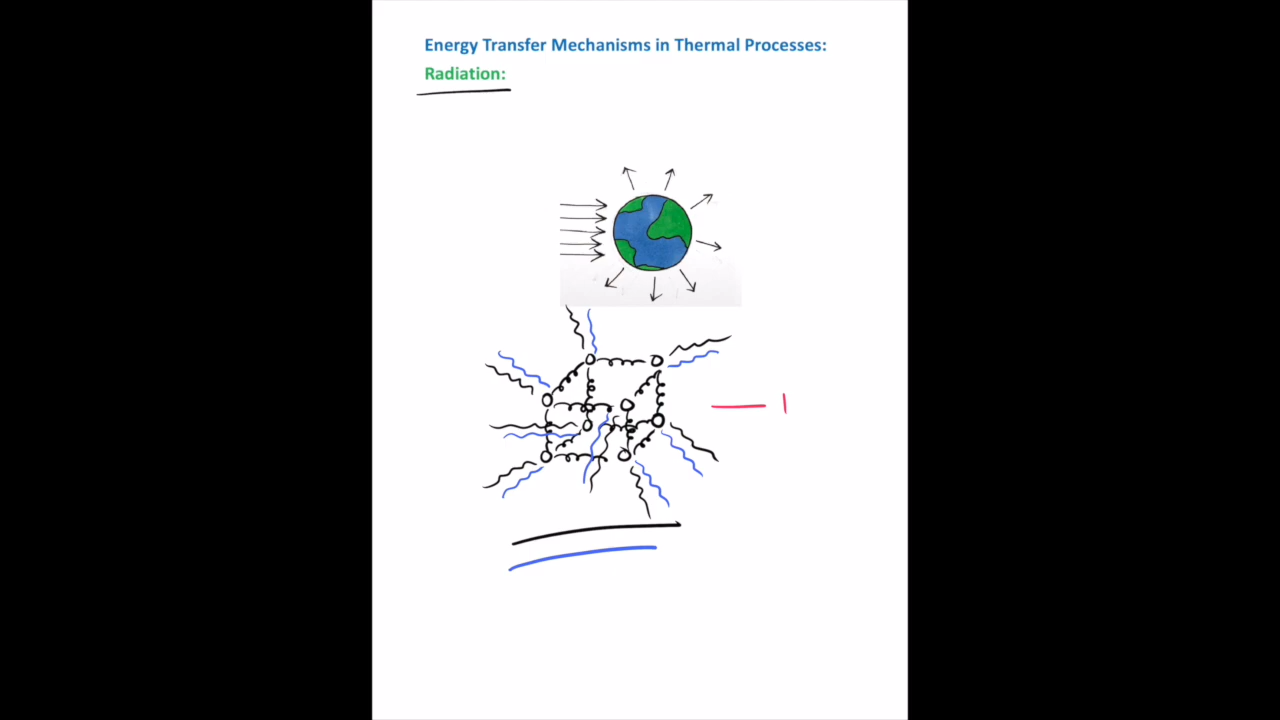 Energy Transfer Mechanisms in Thermal Processes:
Radiation: